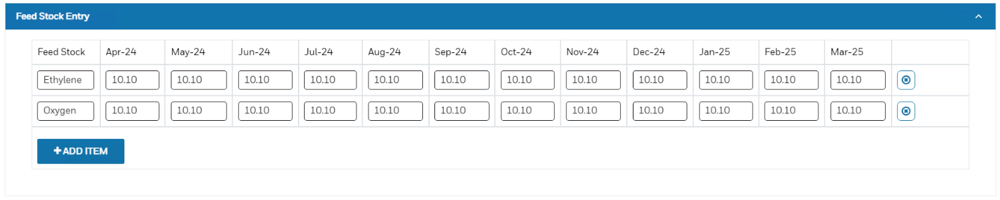 Feed Stock Entry
Feed Stock Apr-24 May-24 Jun-24 Jul-24 Aug-24 Sep-24 Oct-24 Nov-24 Dec-24 Jan-25 Feb-25 Mar-25
Ethylene 10.10 10.10 10.10 10.10 10.10 10.10 10.10 10.10 10.10 10.10 10.10 10.10
Oxygen 10.10 10.10 10.10 10.10 10.10 10.10 10.10 10.10 10.10 10.10 10.10 10.10
+ADD ITEM